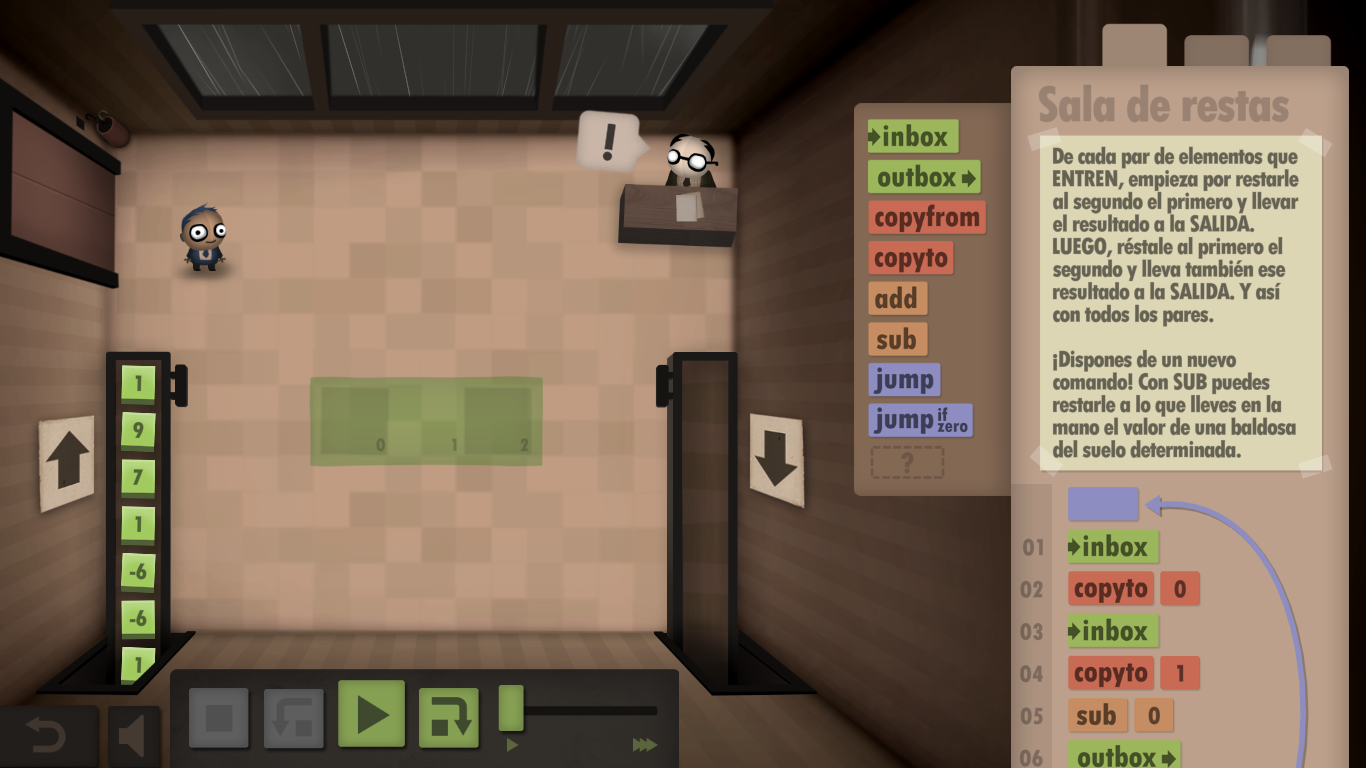 Sala de restas
De cada par de elementos que
ENTREN, empieza por restarle
al segundo el primero y llevar
el resultado a la SALIDA.
LUEGO, réstale al primero el
segundo y lleva también ese
resultado a la SALIDA. Y así
con todos los pares.
¡Dispones de un nuevo
comando! Con SUB puedes
restarle a lo que lleves en la
mano el valor de una baldosa
del suelo determinada.
inbox
outbox
copyfrom
copyto
add
sub
jump
jump if zero
?
!
1
9
7
1
-6
-6
1
0 1 2
01 inbox
02 copyto 0
03 inbox
04 copyto 1
05 sub 0
06 outbox